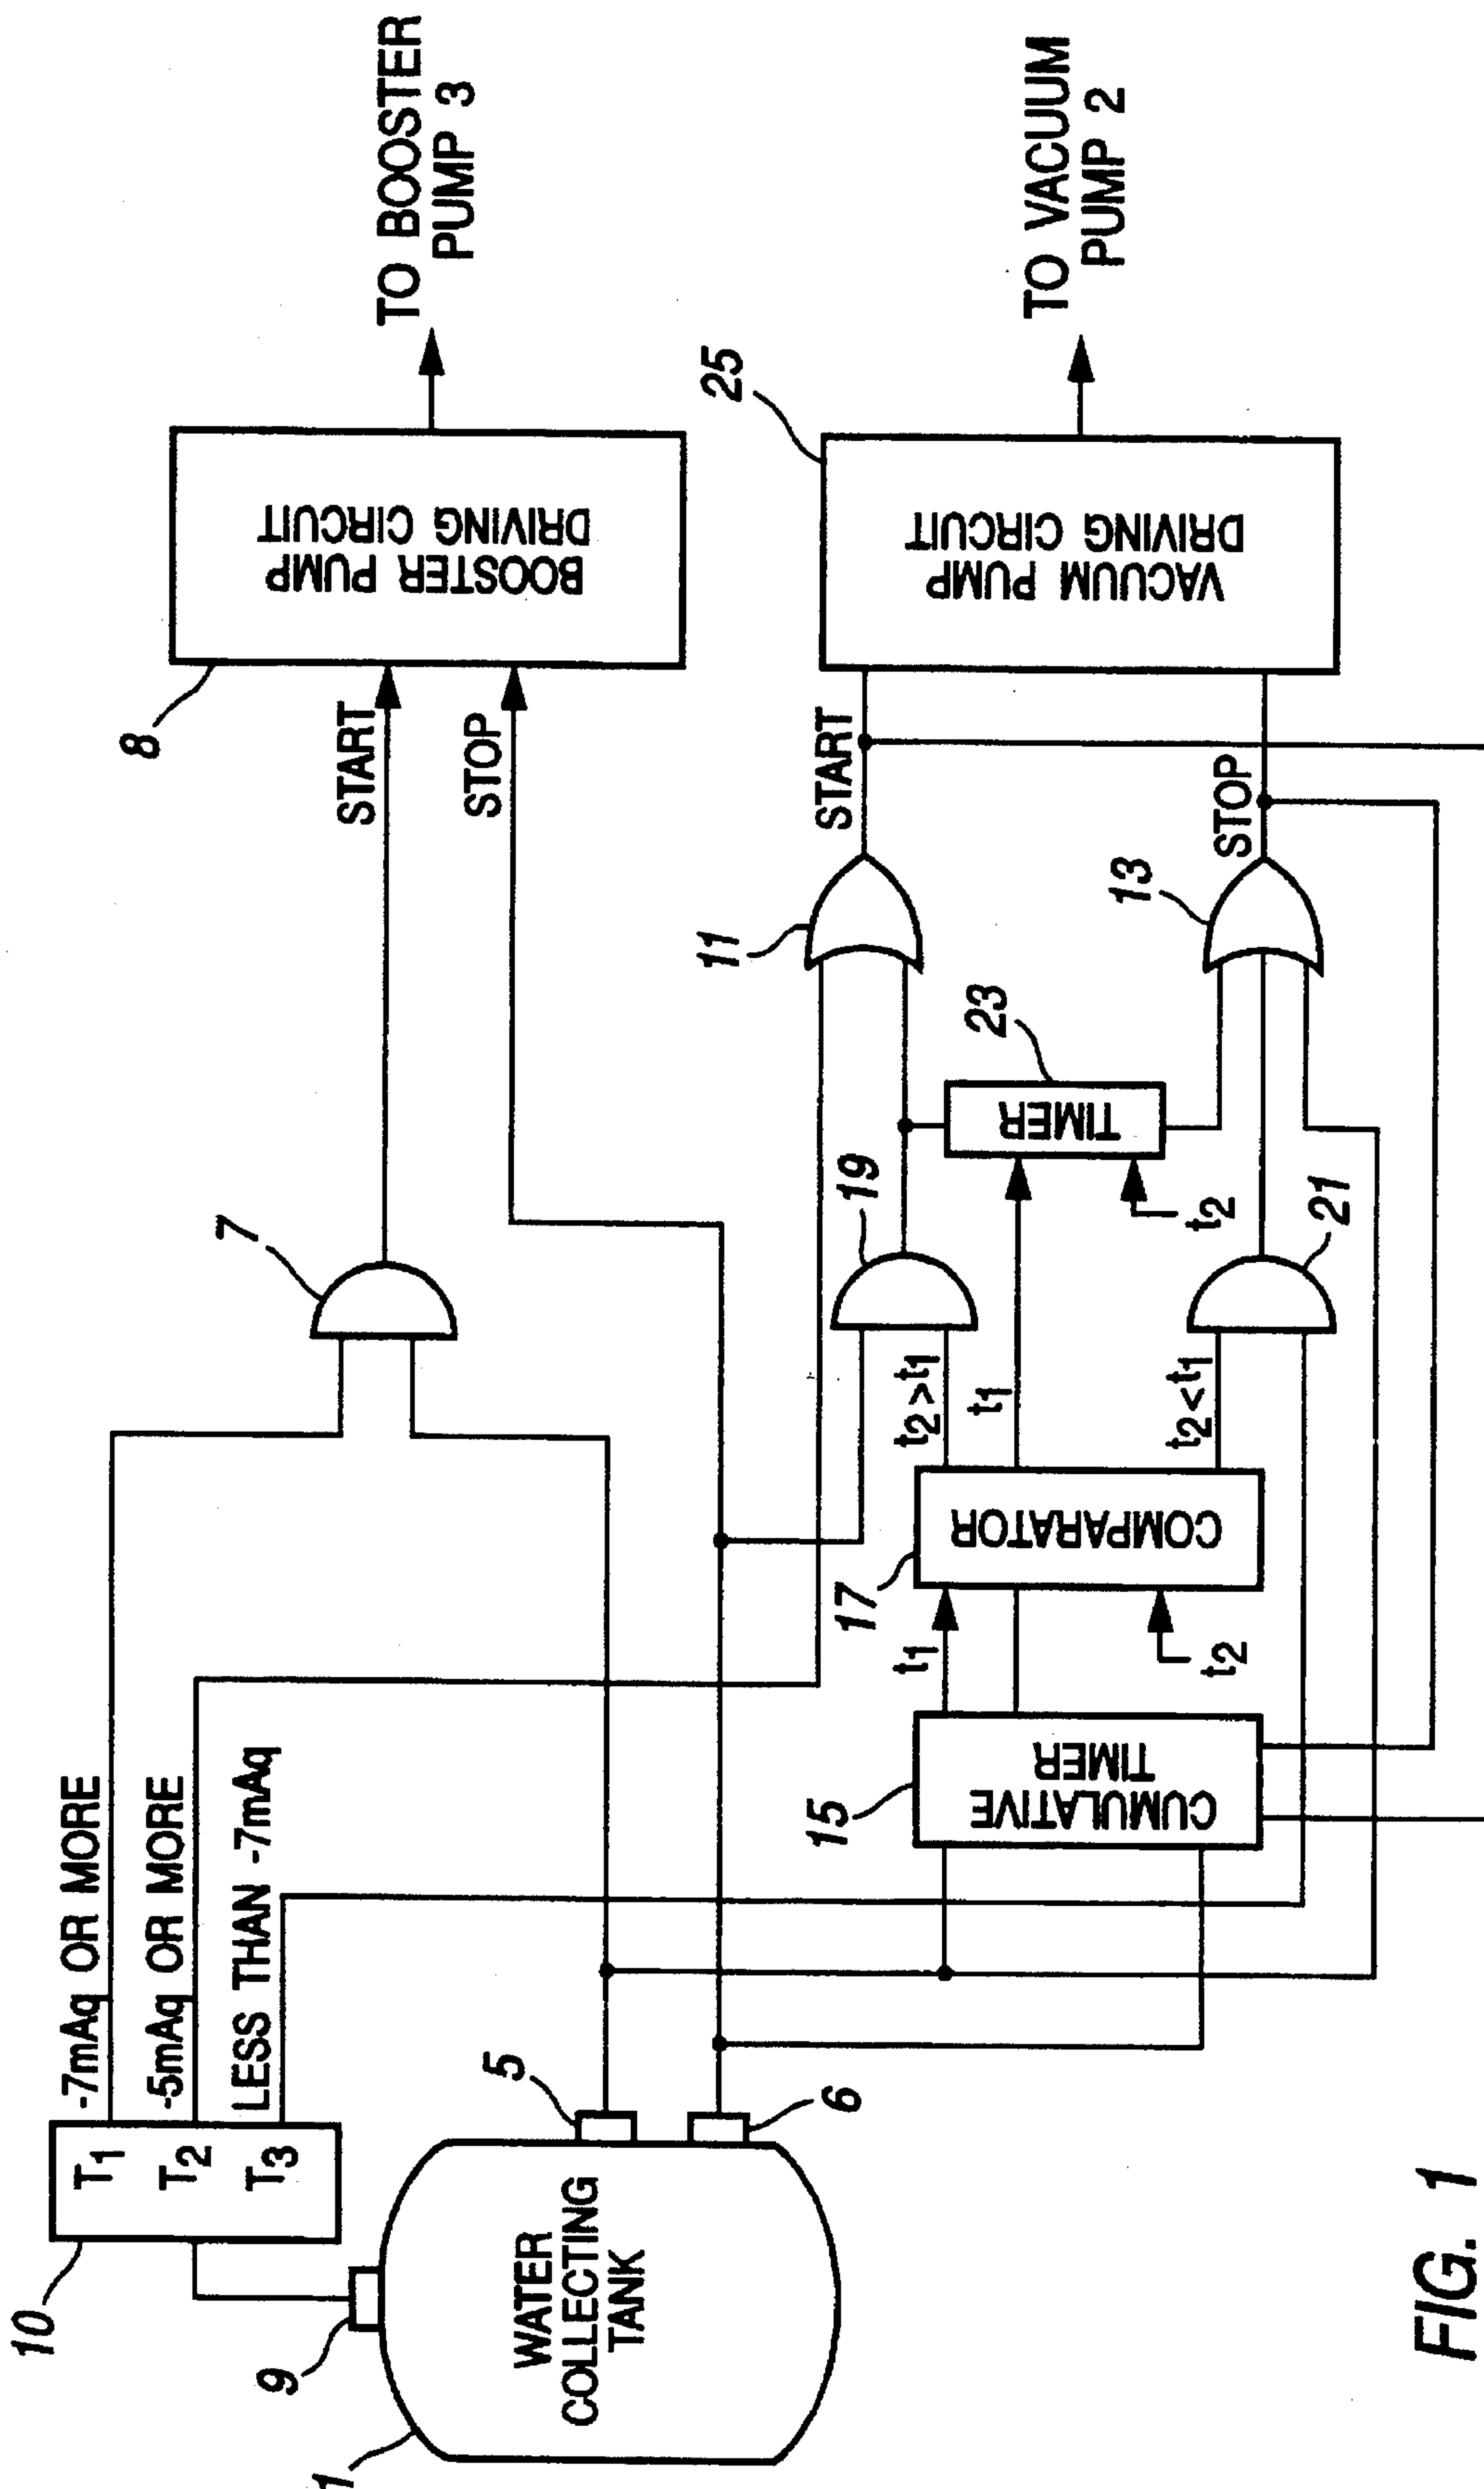 10
T1
T2
T3
-7mAq OR MORE
-5mAq OR MORE
LESS THAN -7mAq
9
1
WATER
COLLECTING
TANK
5
6
7
START
STOP
8
BOOSTER PUMP
DRIVING CIRCUIT
TO BOOSTER
PUMP 3
15
CUMULATIVE
TIMER
t1
t2
17
COMPARATOR
t2>t1
t1
t2<t1
19
21
23
TIMER
t2
11
13
START
STOP
25
VACUUM PUMP
DRIVING CIRCUIT
TO VACUUM
PUMP 2
FIG. 1